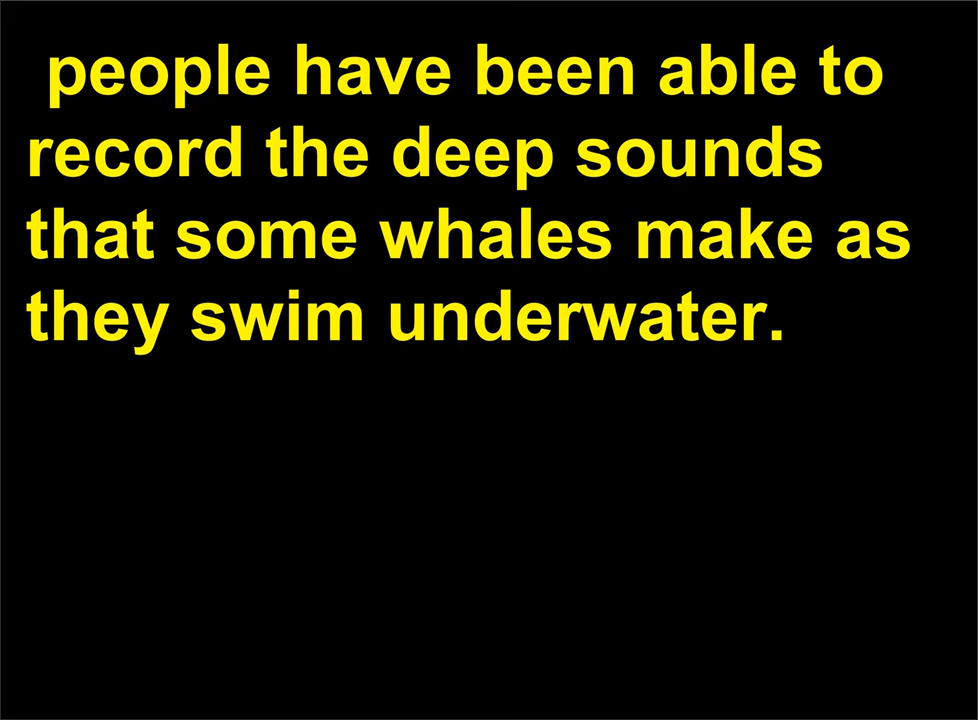 people have been able to
record the deep sounds
that some whales make as
they swim underwater.